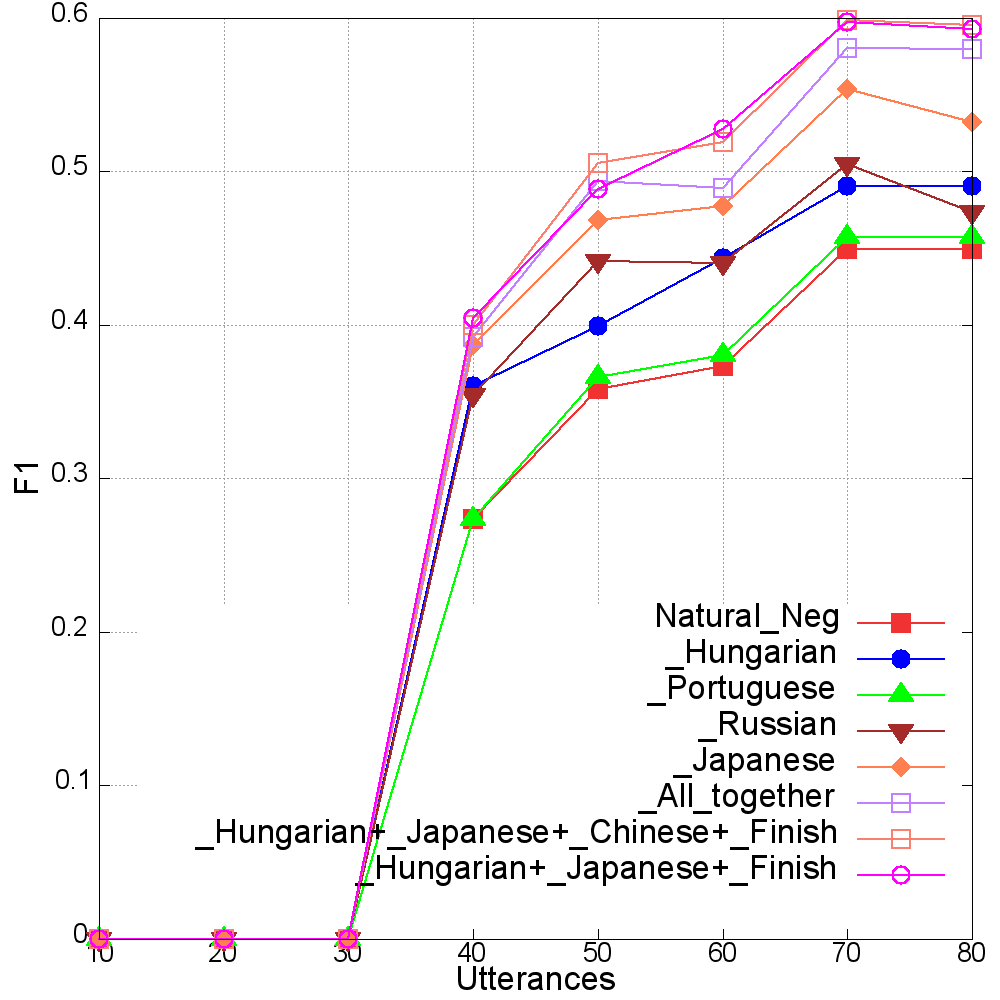 0.6
0.5
0.4
0.3
0.2
0.1
0
F1
10 20 30 40 50 60 70 80
Utterances
Natural_Neg
_Hungarian
_Portuguese
_Russian
_Japanese
_All_together
_Hungarian+_Japanese+_Chinese+_Finish
_Hungarian+_Japanese+_Finish